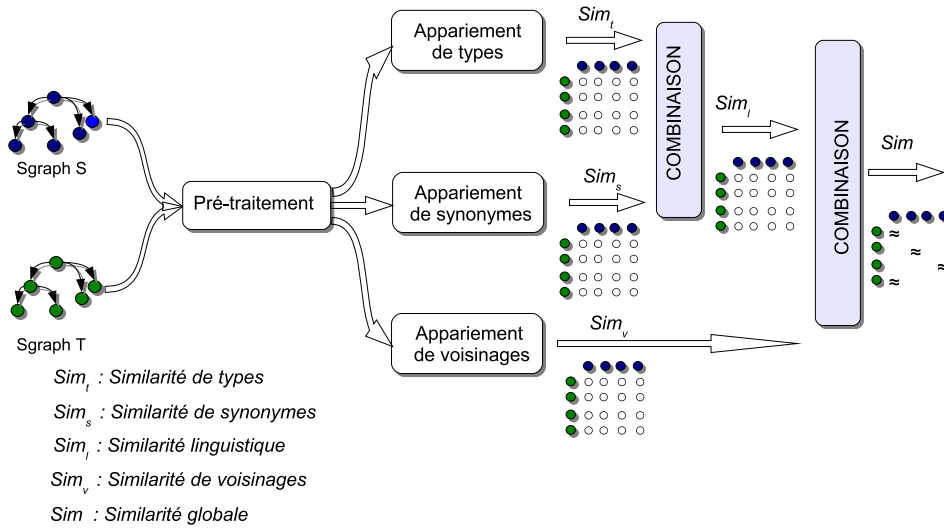 Appariement
de types
Sim_t
COMBINAISON
Sgraph S
Pré-traitement
Appariement
de synonymes
Sim_s
Sim_l
COMBINAISON
Sim
≈
≈
≈
≈
Sgraph T
Appariement
de voisinages
Sim_v
Sim_t : Similarité de types
Sim_s : Similarité de synonymes
Sim_l : Similarité linguistique
Sim_v : Similarité de voisinages
Sim : Similarité globale